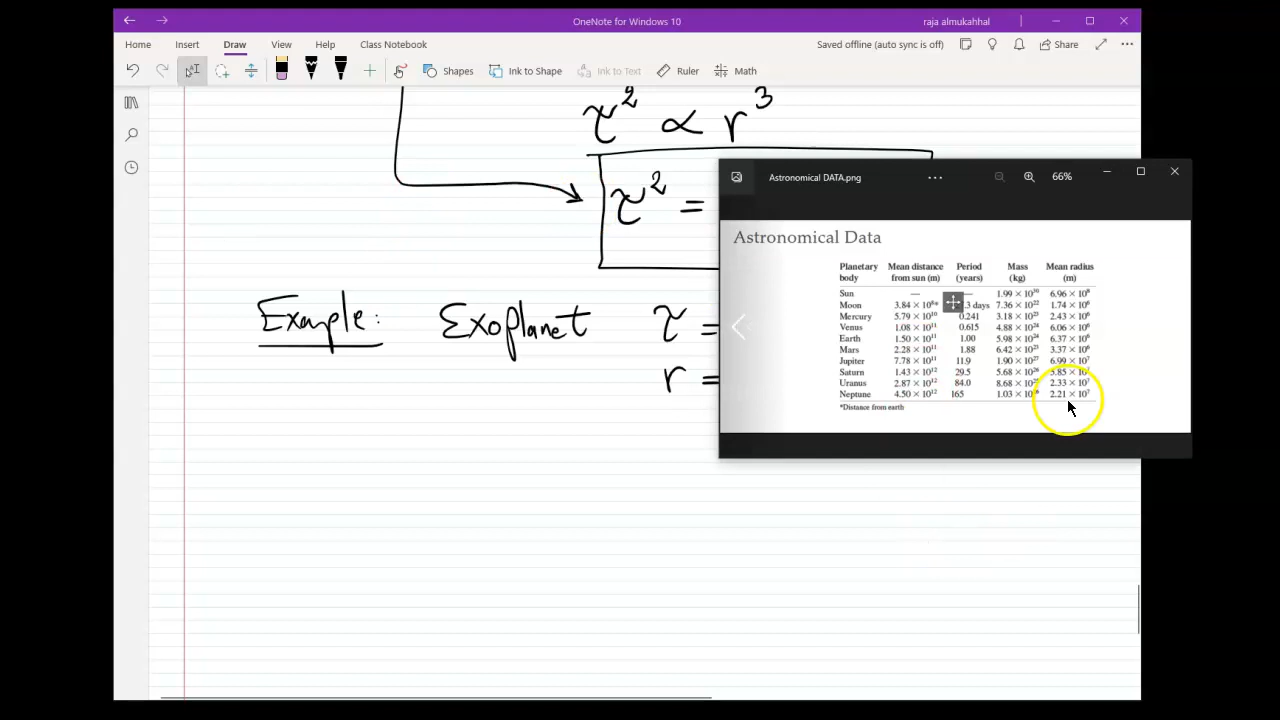 OneNote for Windows 10
raja almukahhal
Home Insert Draw View Help Class Notebook
Saved offline (auto sync is off)
Share
Shapes Ink to Shape Ink to Text Ruler Math
τ² ∝ r³
τ² =
Example: Exoplanet τ =
r =
Astronomical DATA.png
66%
Astronomical Data
Planetary body Mean distance from sun (m) Period (years) Mass (kg) Mean radius (m)
Sun — — 1.99 × 10³⁰ 6.96 × 10⁸
Moon 3.84 × 10⁸* 3 days 7.36 × 10²² 1.74 × 10⁶
Mercury 5.79 × 10¹⁰ 0.241 3.18 × 10²³ 2.43 × 10⁶
Venus 1.08 × 10¹¹ 0.615 4.88 × 10²⁴ 6.06 × 10⁶
Earth 1.50 × 10¹¹ 1.00 5.98 × 10²⁴ 6.37 × 10⁶
Mars 2.28 × 10¹¹ 1.88 6.42 × 10²³ 3.37 × 10⁶
Jupiter 7.78 × 10¹¹ 11.9 1.90 × 10²⁷ 6.99 × 10⁷
Saturn 1.43 × 10¹² 29.5 5.68 × 10²⁶ 5.85 × 10⁷
Uranus 2.87 × 10¹² 84.0 8.68 × 10²⁵ 2.33 × 10⁷
Neptune 4.50 × 10¹² 165 1.03 × 10²⁶ 2.21 × 10⁷
*Distance from earth